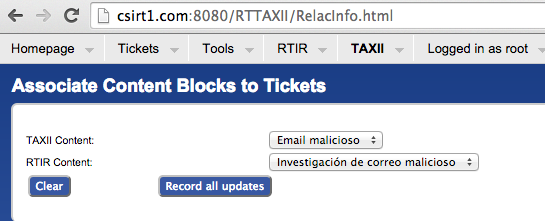 csirt1.com:8080/RTTAXII/RelacInfo.html
Homepage Tickets Tools RTIR TAXII Logged in as root
Associate Content Blocks to Tickets
TAXII Content: Email malicioso
RTIR Content: Investigación de correo malicioso
Clear Record all updates